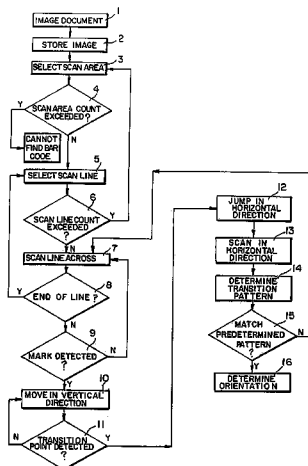 1
IMAGE DOCUMENT
2
STORE IMAGE
3
SELECT SCAN AREA
4
Y
SCAN AREA COUNT
EXCEEDED?
N
CANNOT
FIND BAR
CODE
5
SELECT SCAN LINE
6
SCAN LINE COUNT
EXCEEDED
?
Y
N
7
SCAN LINE ACROSS
8
Y
END OF LINE ?
N
9
MARK DETECTED
?
N
Y
10
MOVE IN VERTICAL
DIRECTION
11
N
TRANSITION
POINT DETECTED
?
Y
12
JUMP IN
HORIZONTAL
DIRECTION
13
SCAN IN
HORIZONTAL
DIRECTION
14
DETERMINE
TRANSITION
PATTERN
15
MATCH
PREDETERMINED
PATTERN
?
N
Y
16
DETERMINE
ORIENTATION